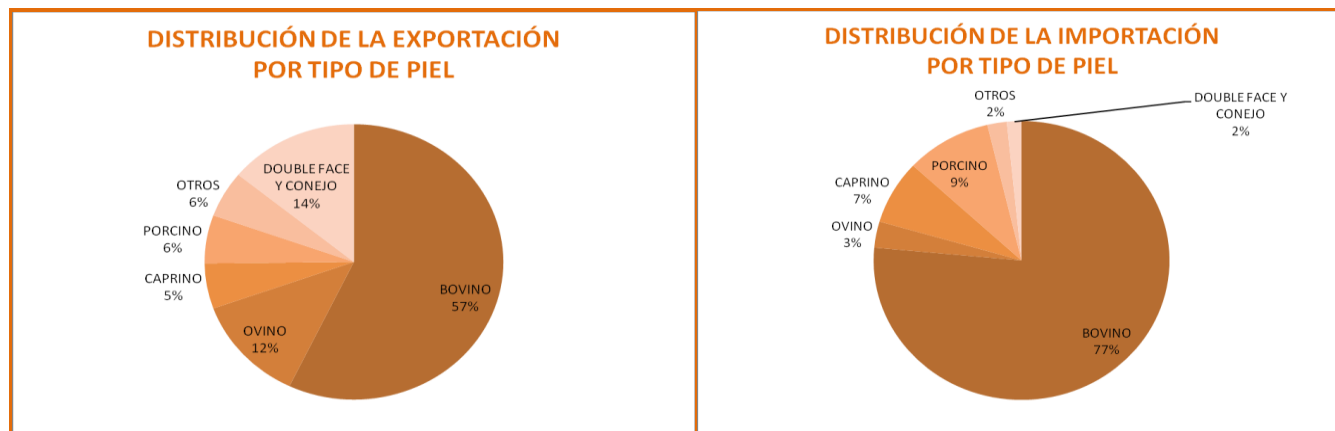 DISTRIBUCIÓN DE LA EXPORTACIÓN
POR TIPO DE PIEL
DOUBLE FACE
Y CONEJO
14%
OTROS
6%
PORCINO
6%
CAPRINO
5%
OVINO
12%
BOVINO
57%
DISTRIBUCIÓN DE LA IMPORTACIÓN
POR TIPO DE PIEL
OTROS
2%
DOUBLE FACE Y
CONEJO
2%
PORCINO
9%
CAPRINO
7%
OVINO
3%
BOVINO
77%